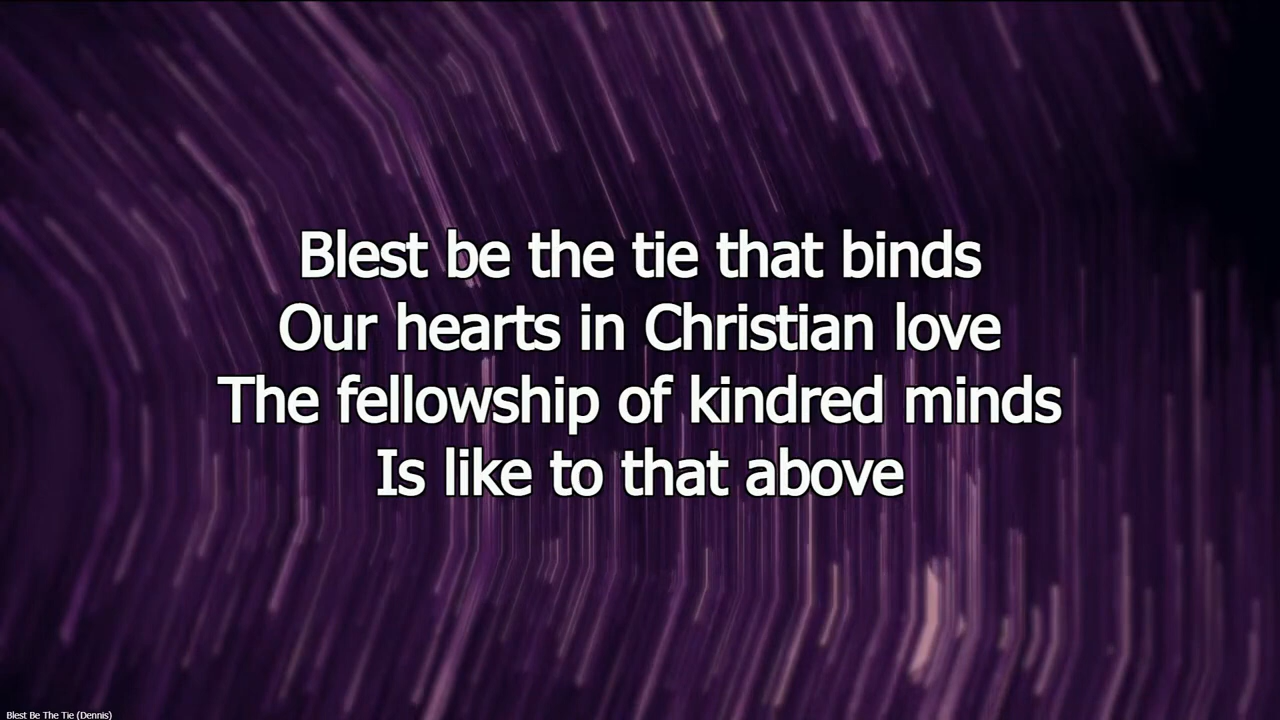 Blest be the tie that binds
Our hearts in Christian love
The fellowship of kindred minds
Is like to that above
Blest Be The Tie (Dennis)